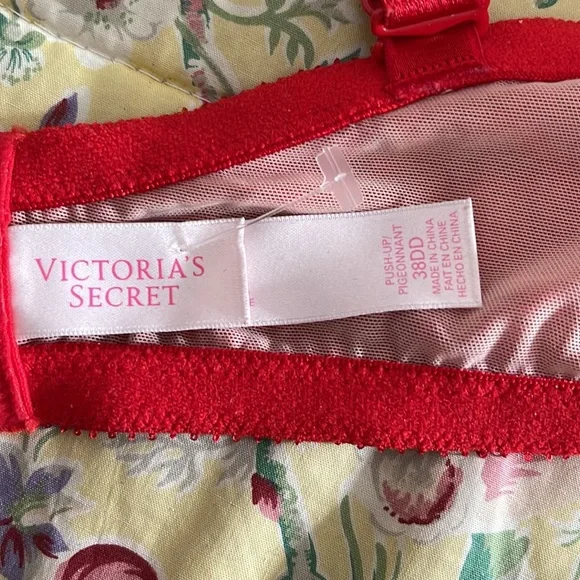 VICTORIA'S
SECRET
PUSH-UP/
PIGEONNANT
38DD
MADE IN CHINA
FAIT EN CHINE
HECHO EN CHINA